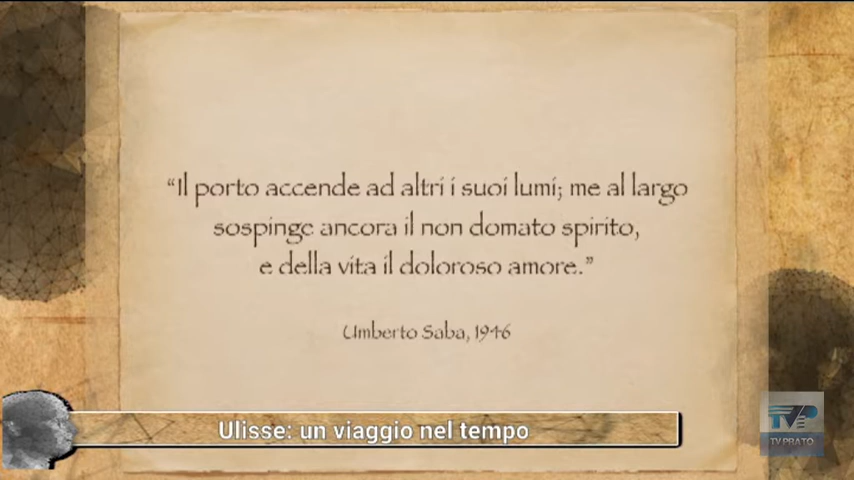 “Il porto accende ad altri i suoi lumi; me al largo
sospinge ancora il non domato spirito,
e della vita il doloroso amore.”
Umberto Saba, 1946
Ulisse: un viaggio nel tempo
TVP
TV PRATO